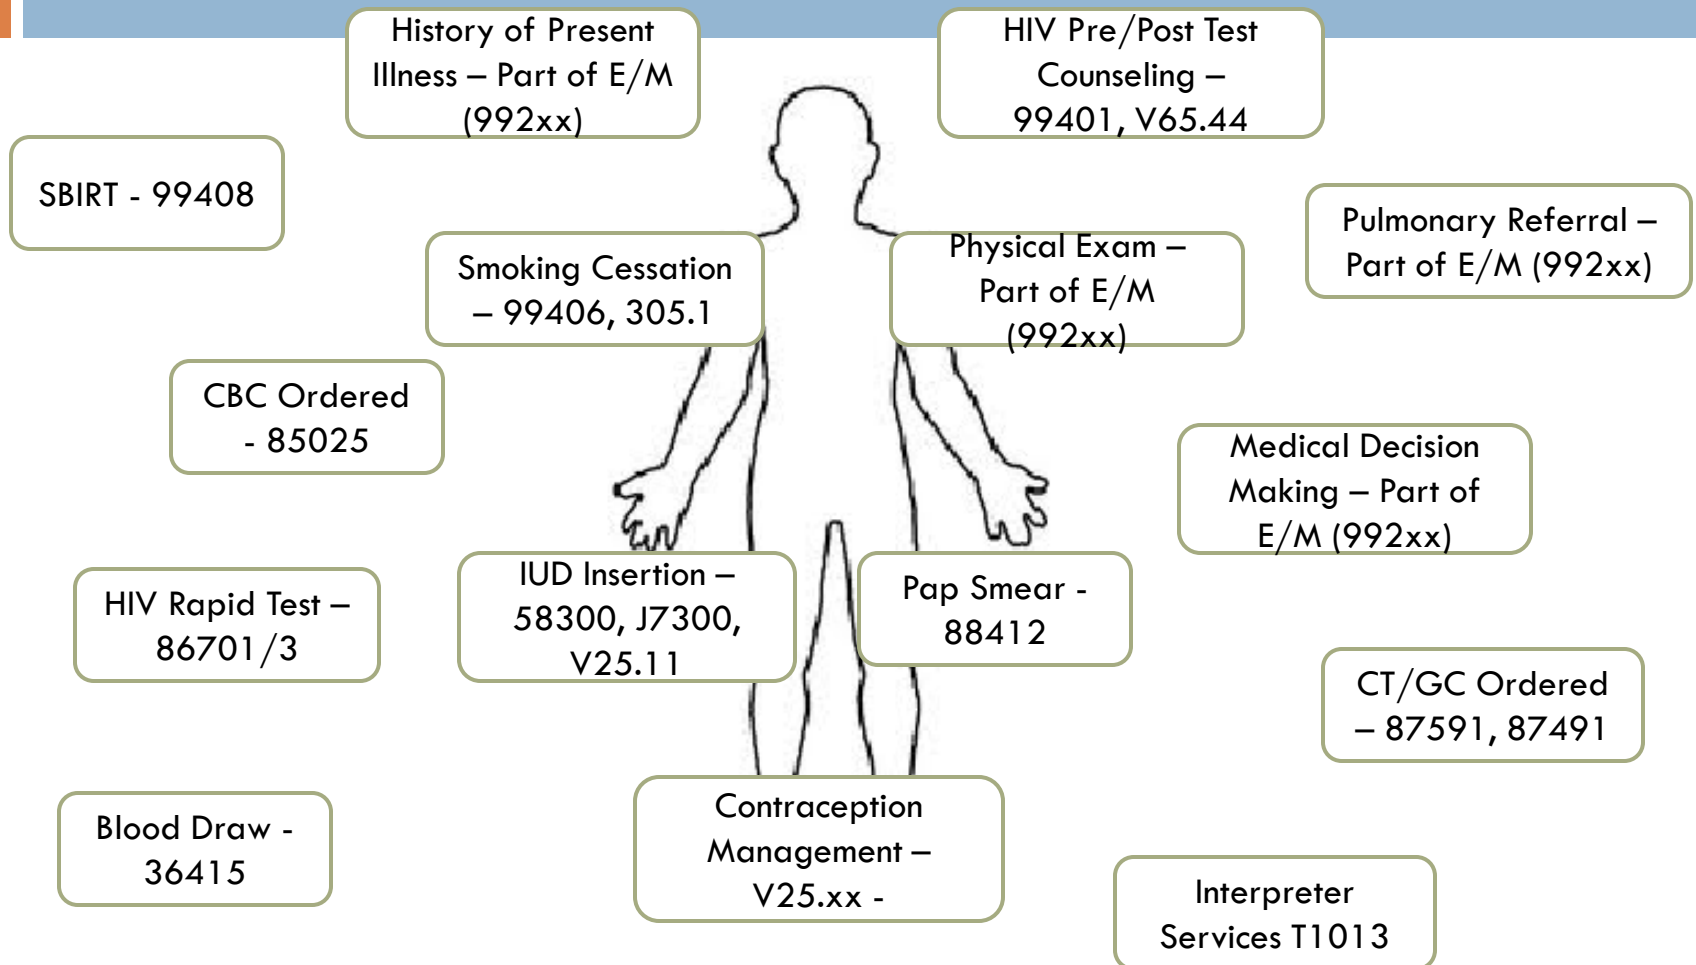 History of Present
Illness – Part of E/M
(992xx)
HIV Pre/Post Test
Counseling –
99401, V65.44
SBIRT - 99408
Pulmonary Referral –
Part of E/M (992xx)
Smoking Cessation
– 99406, 305.1
Physical Exam –
Part of E/M
(992xx)
CBC Ordered
- 85025
Medical Decision
Making – Part of
E/M (992xx)
HIV Rapid Test –
86701/3
IUD Insertion –
58300, J7300,
V25.11
Pap Smear -
88412
CT/GC Ordered
– 87591, 87491
Blood Draw -
36415
Contraception
Management –
V25.xx -
Interpreter
Services T1013